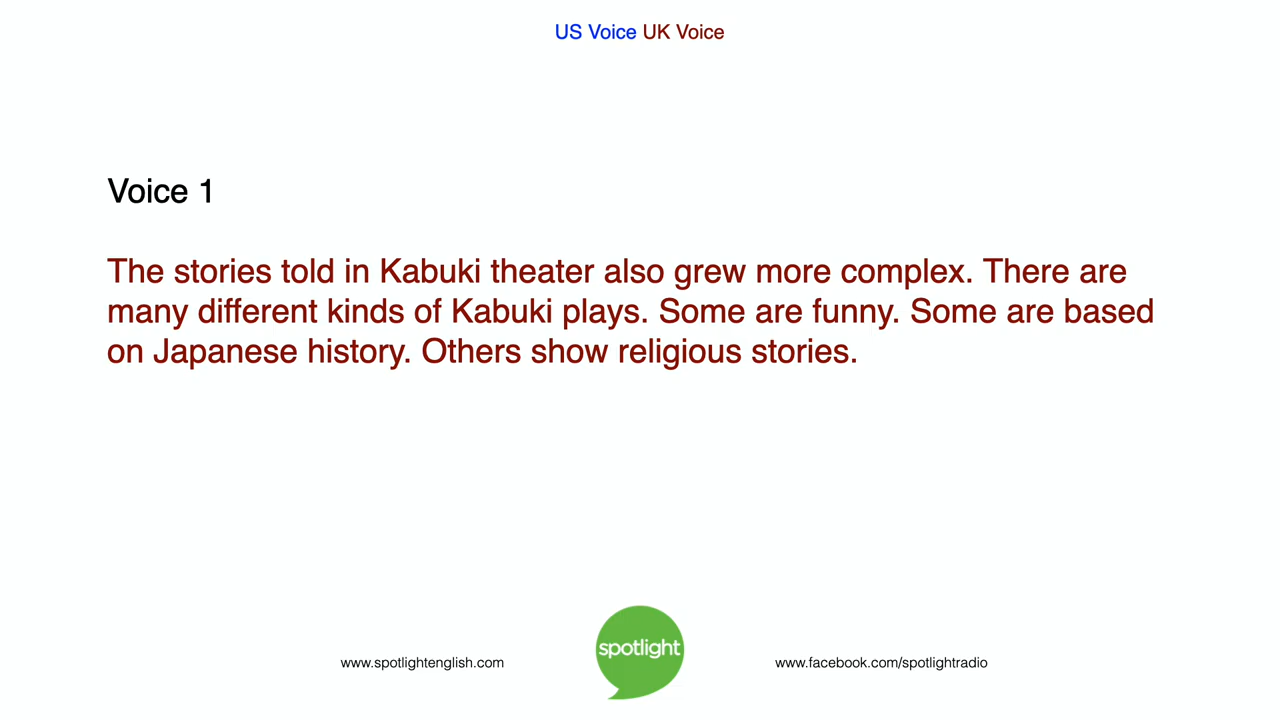 US Voice UK Voice
Voice 1
The stories told in Kabuki theater also grew more complex. There are
many different kinds of Kabuki plays. Some are funny. Some are based
on Japanese history. Others show religious stories.
www.spotlightenglish.com
spotlight
www.facebook.com/spotlightradio